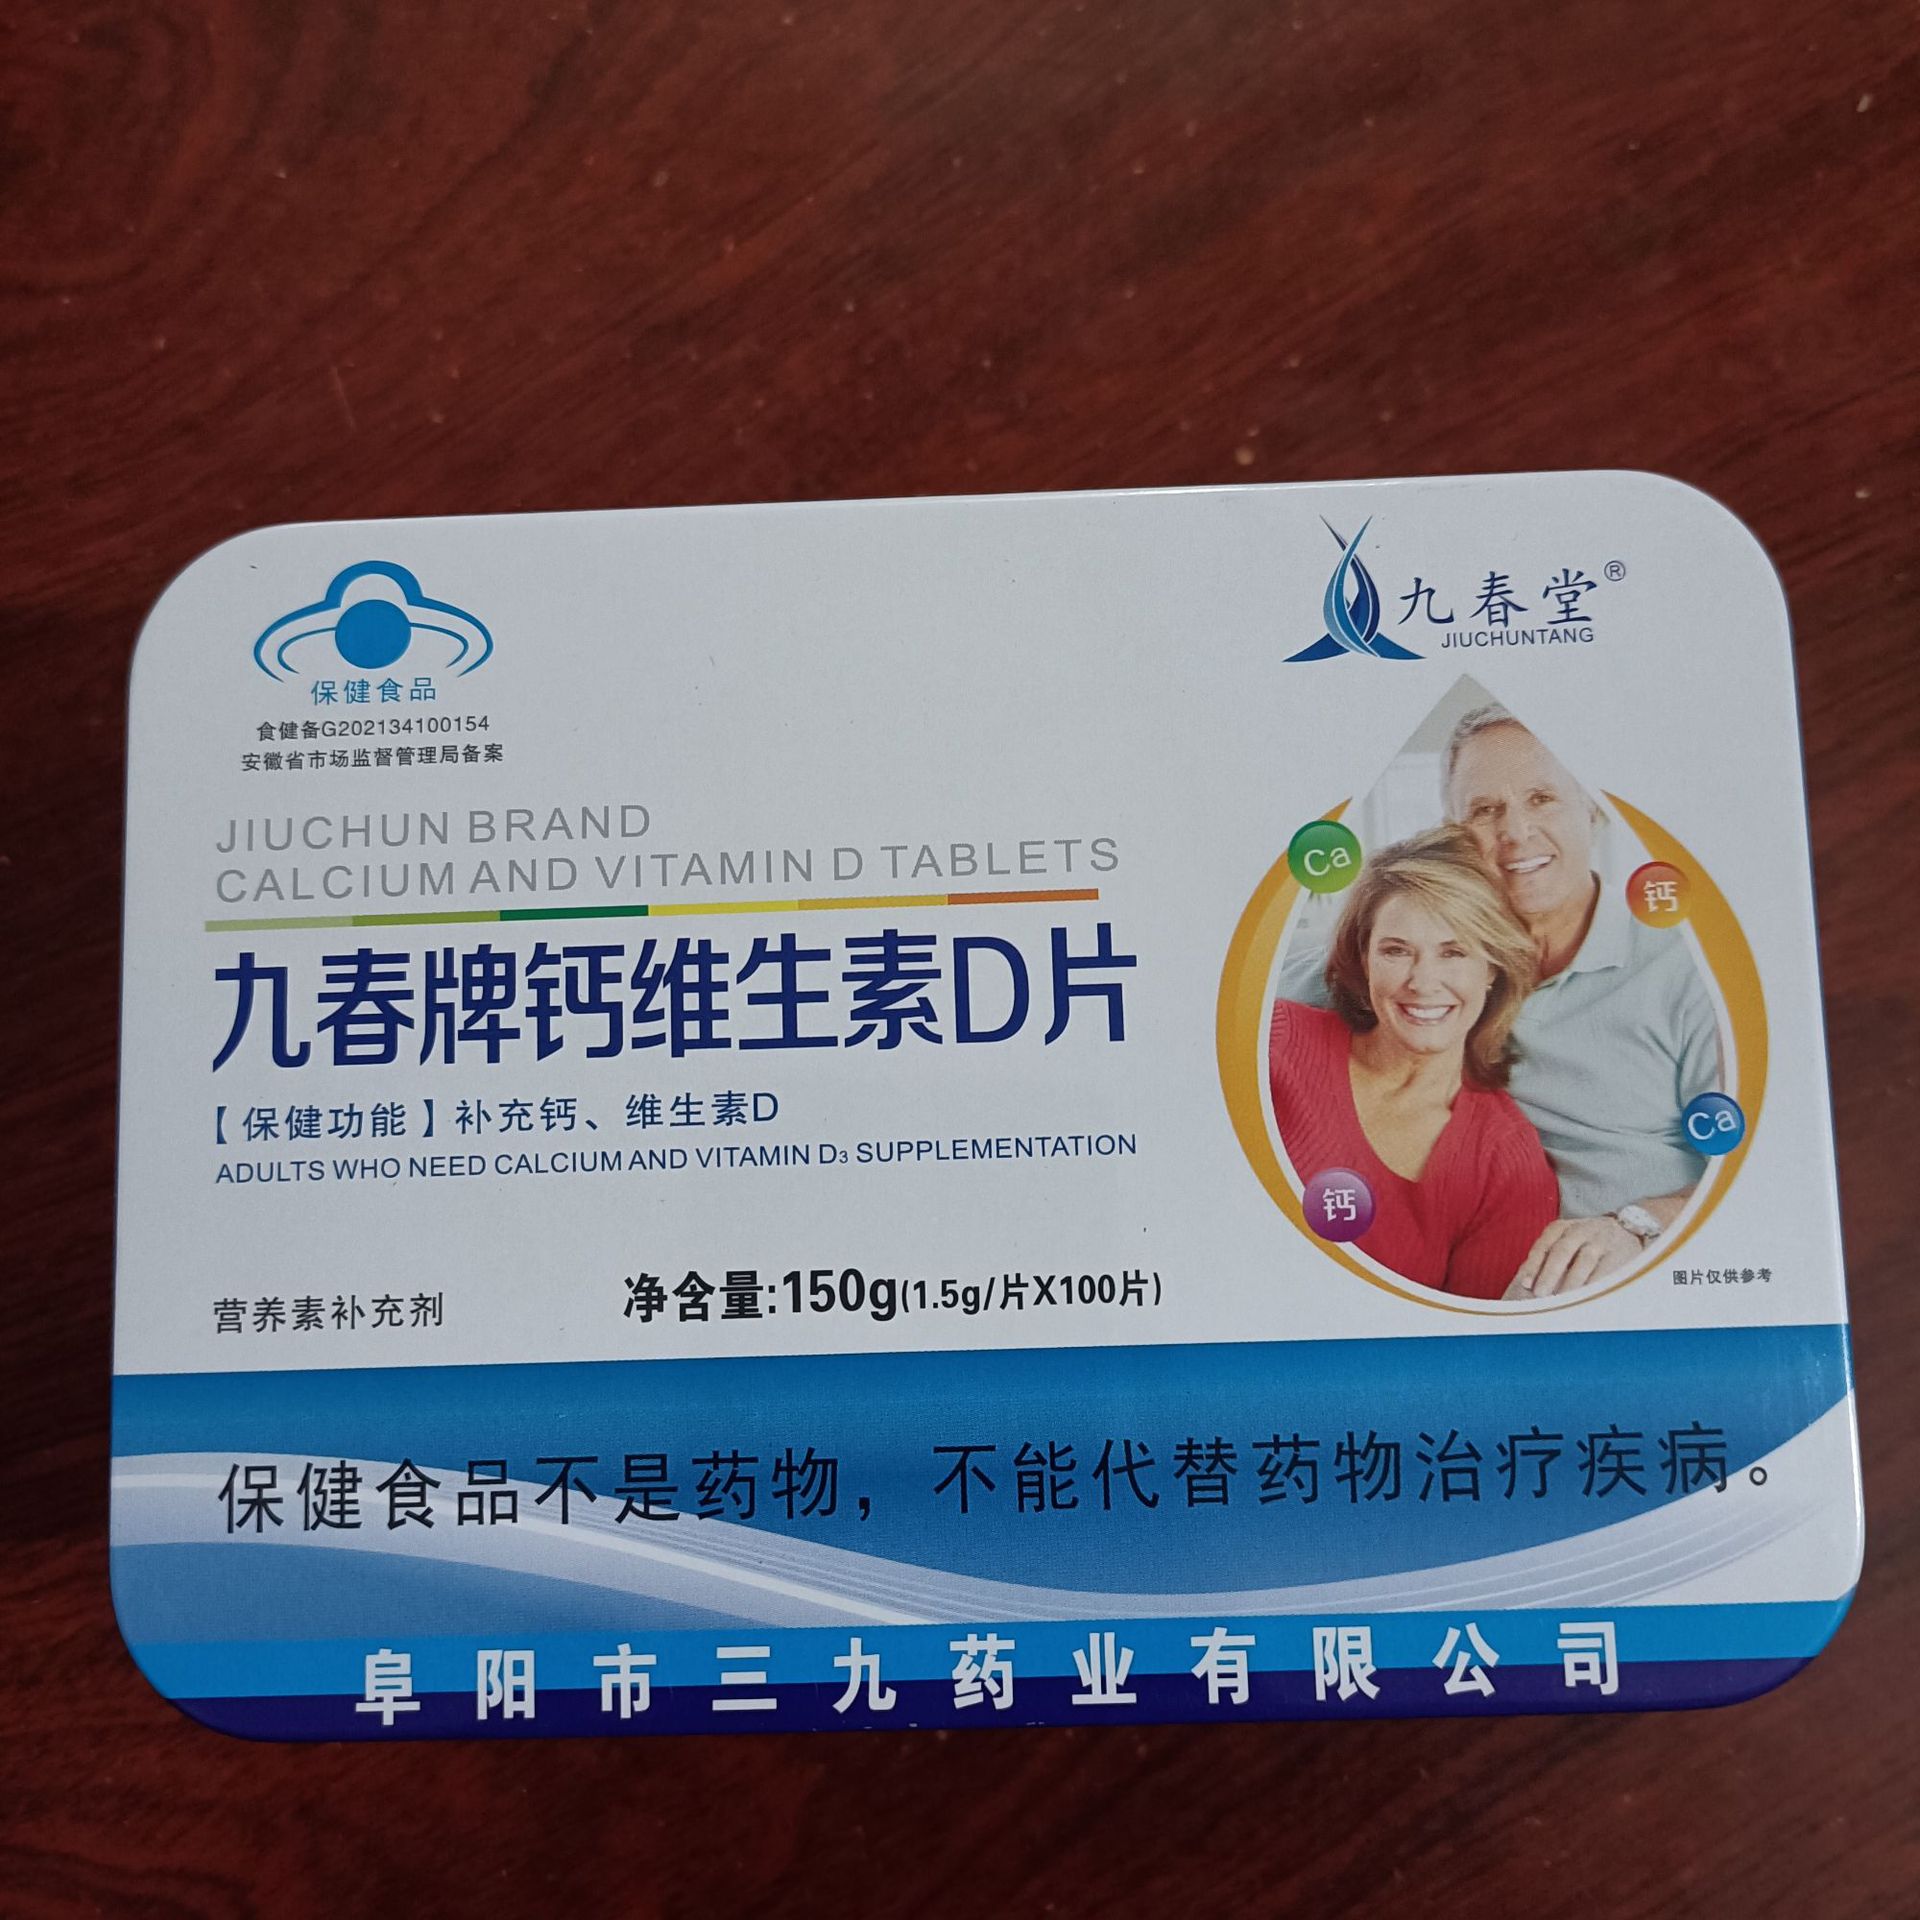 保健食品
食健备G202134100154
安徽省市场监督管理局备案
九春堂®
JIUCHUNTANG
JIUCHUN BRAND
CALCIUM AND VITAMIN D TABLETS
九春牌钙维生素D片
【保健功能】补充钙、维生素D
ADULTS WHO NEED CALCIUM AND VITAMIN D₃ SUPPLEMENTATION
Ca
钙
Ca
钙
图片仅供参考
营养素补充剂
净含量:150g(1.5g/片X100片)
保健食品不是药物，不能代替药物治疗疾病。
阜阳市三九药业有限公司